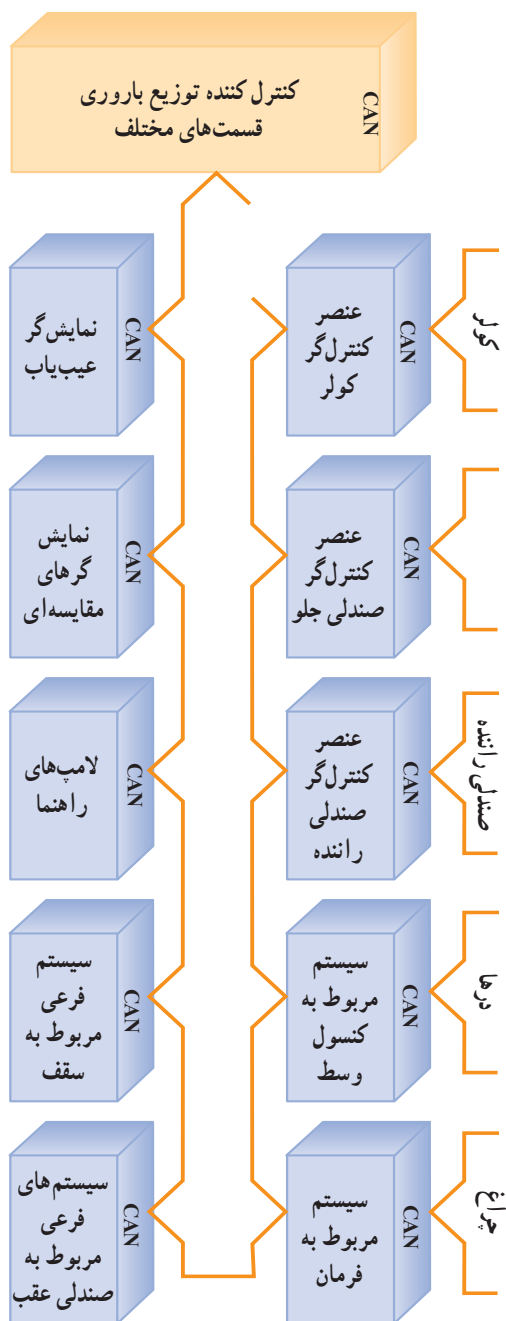 کنترل کننده توزیع باروری
قسمت‌های مختلف
CAN
کولر
عنصر
کنترل‌گر
کولر
CAN
نمایش‌گر
عیب‌یاب
CAN
عنصر
کنترل‌گر
صندلی جلو
CAN
نمایش
گرهای
مقایسه‌ای
CAN
صندلی راننده
عنصر
کنترل‌گر
صندلی
راننده
CAN
لامپ‌های
راهنما
CAN
درها
سیستم
مربوط به
کنسول
وسط
CAN
سیستم
فرعی
مربوط به
سقف
CAN
چراغ
سیستم
مربوط به
فرمان
CAN
سیستم‌های
فرعی
مربوط به
صندلی عقب
CAN